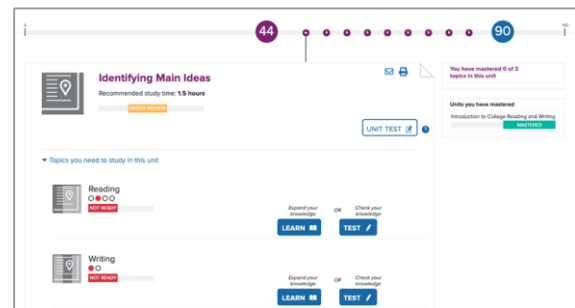 0
100
44
90
Identifying Main Ideas
Recommended study time: 1.5 hours
NEEDS REVIEW
UNIT TEST
?
You have mastered 0 of 3
topics in this unit
Units you have mastered
Introduction to College Reading and Writing
MASTERED
Topics you need to study in this unit
Reading
NOT READY
Expand your
knowledge
OR
Check your
knowledge
LEARN
TEST
Writing
NOT READY
Expand your
knowledge
OR
Check your
knowledge
LEARN
TEST